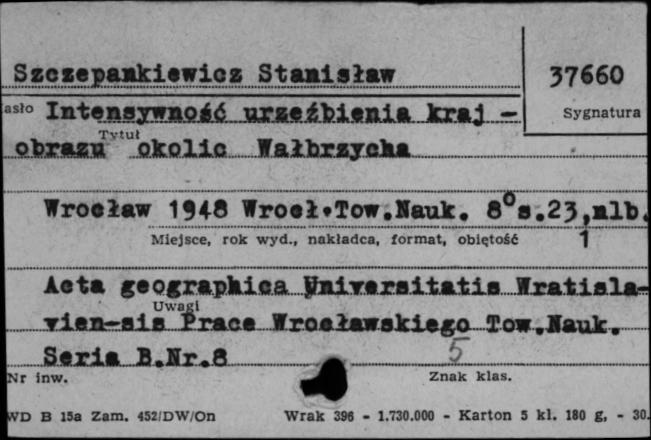 Szczepankiewicz Stanisław
37660
asło Intensywność urzeźbienia kraj -
Sygnatura
Tytuł
obrazu okolic Wałbrzycha
Wrocław 1948 Wrocł.Tow.Nauk. 8° s.23,nlb.
Miejsce, rok wyd., nakładca, format, objętość
1
Acta geographica Universitatis Wratisla-
Uwagi
vien-sis Prace Wrocławskiego Tow.Nauk.
Seria B.Nr.8
5
Nr inw.
Znak klas.
WD B 15a Zam. 452/DW/On Wrak 396 - 1.730.000 - Karton 5 kl. 180 g, - 30.